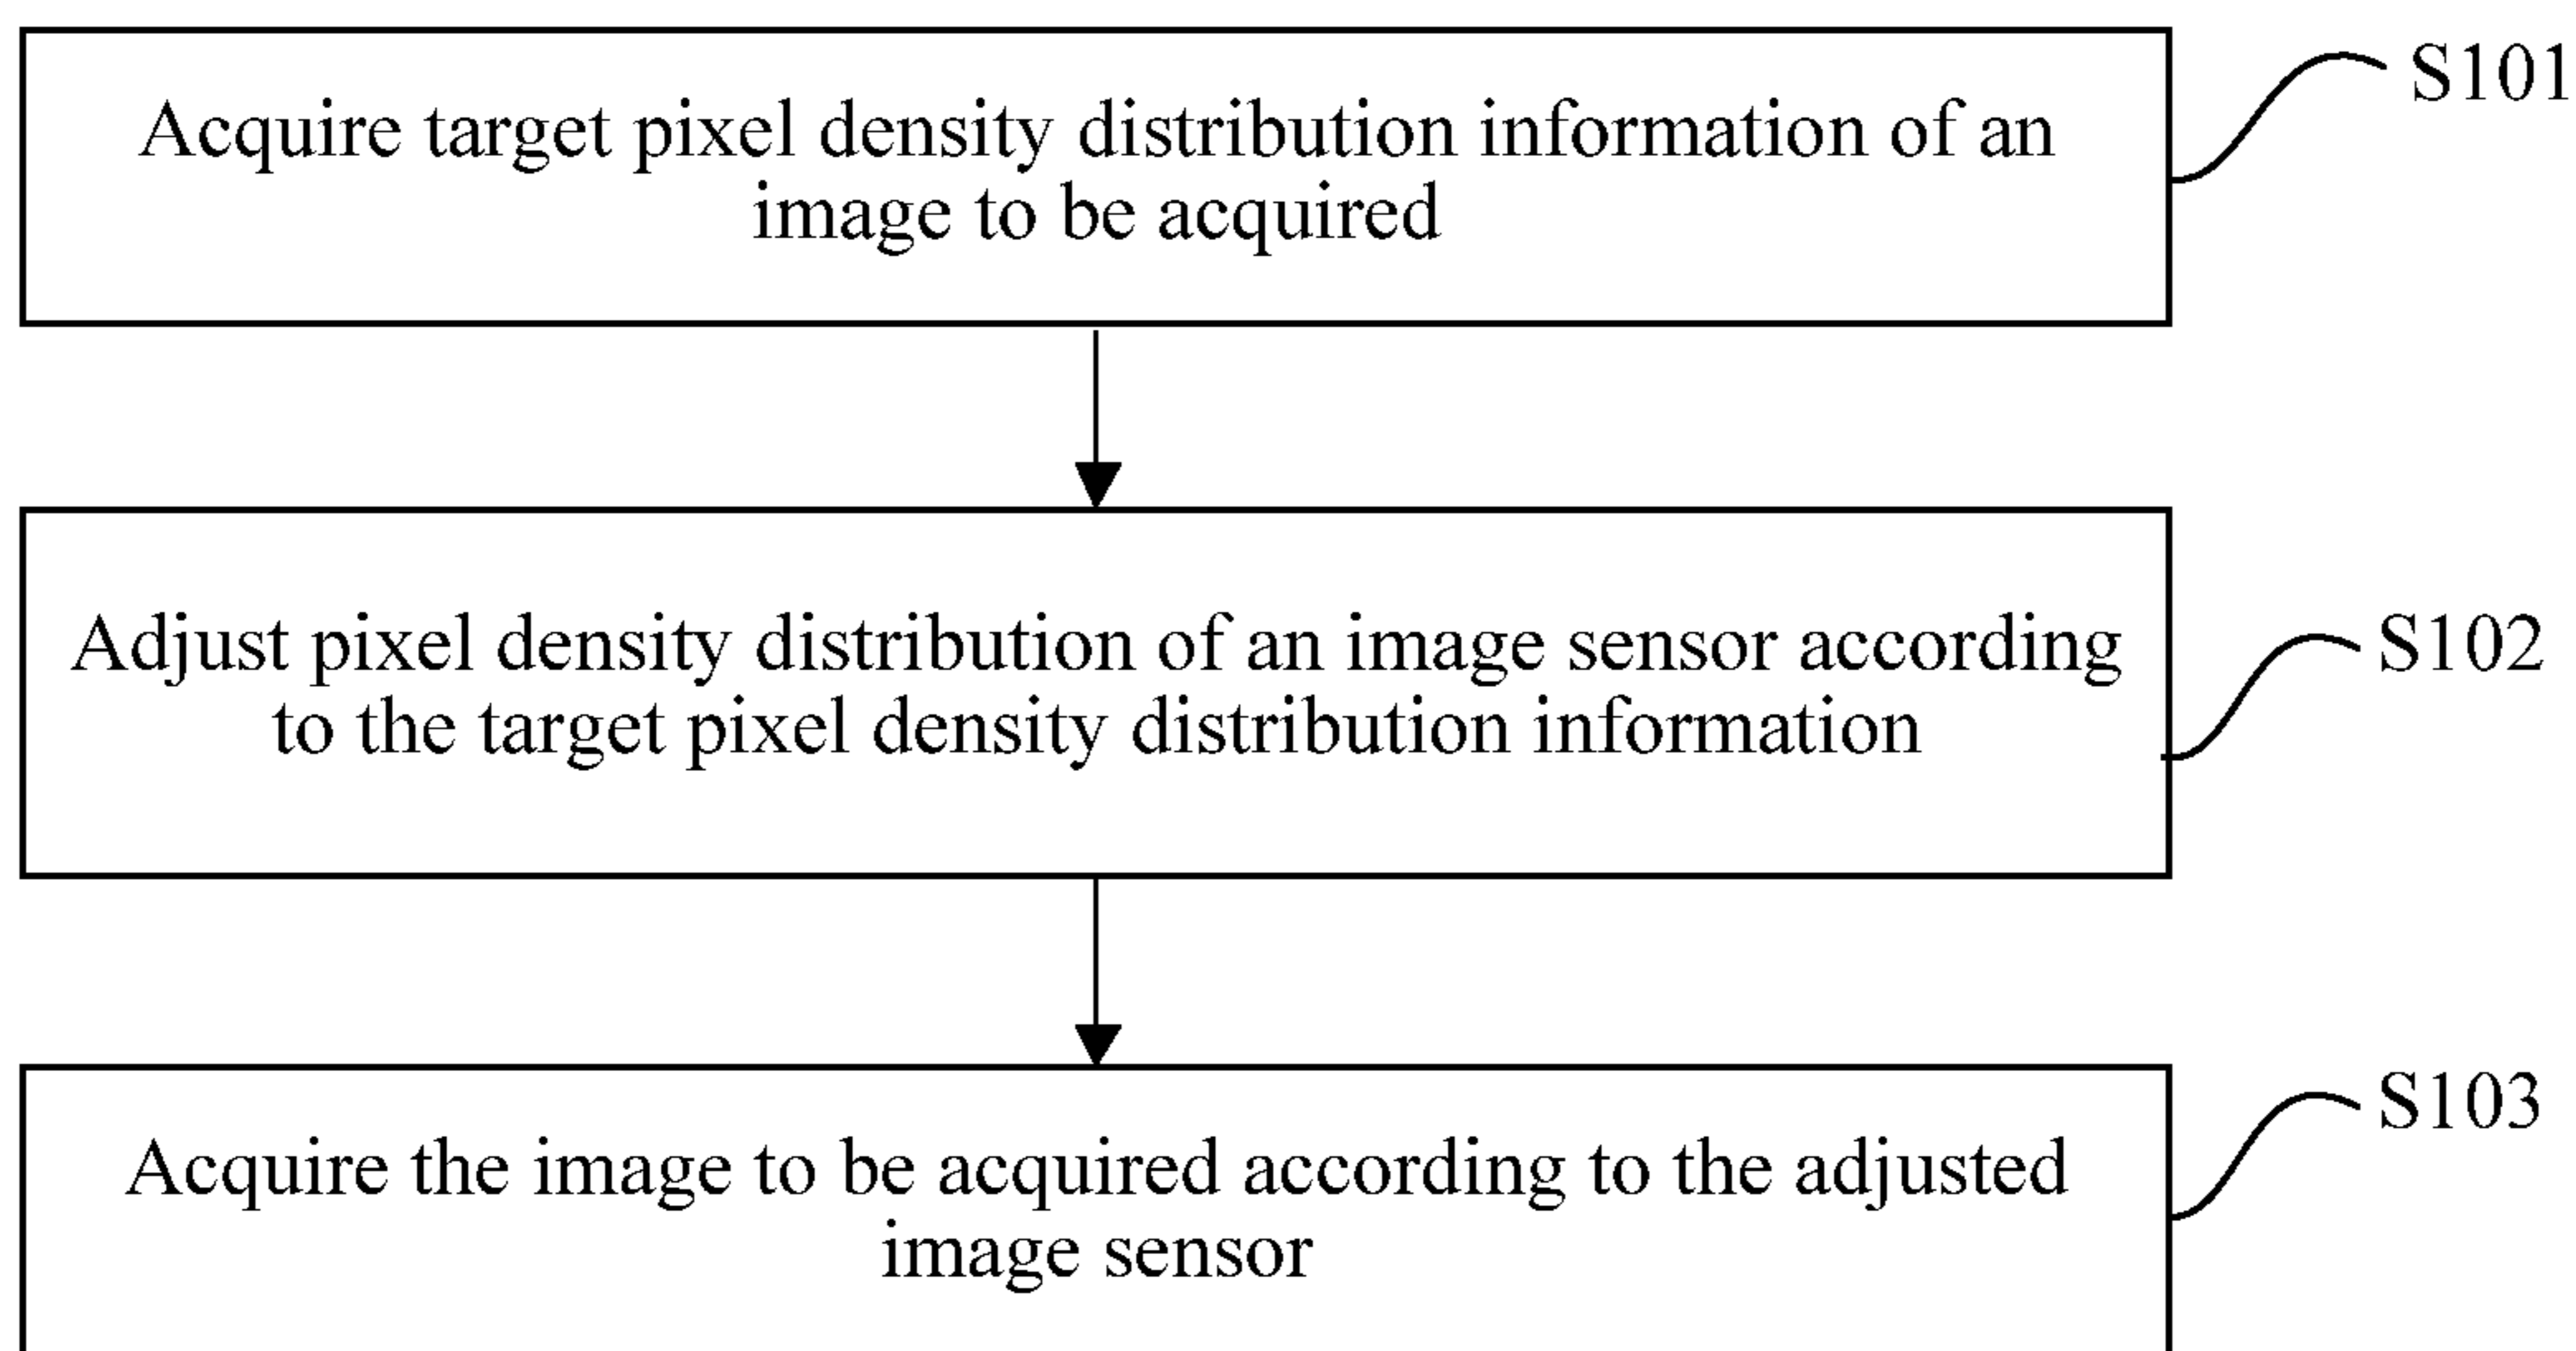 Acquire target pixel density distribution information of an
image to be acquired
S101
Adjust pixel density distribution of an image sensor according
to the target pixel density distribution information
S102
Acquire the image to be acquired according to the adjusted
image sensor
S103